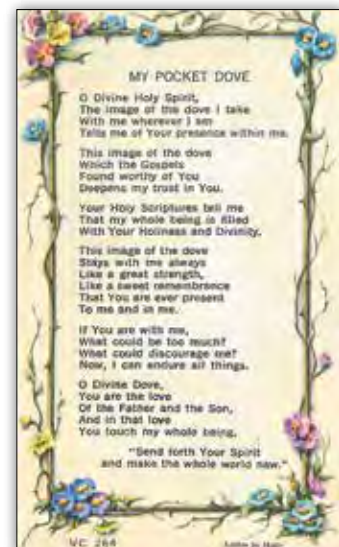 MY POCKET DOVE
O Divine Holy Spirit,
The image of the dove I take
With me wherever I am
Tells me of Your presence within me.
This image of the dove
Which the Gospels
Found worthy of You
Deepens my trust in You.
Your Holy Scriptures tell me
That my whole being is filled
With Your Holiness and Divinity.
This image of the dove
Stays with me always
Like a great strength,
Like a sweet remembrance
That You are ever present
To me and in me.
If You are with me,
What could be too much?
What could discourage me?
Now, I can endure all things.
O Divine Dove,
You are the love
Of the Father and the Son,
And in that love
You touch my whole being.
"Send forth Your Spirit
and make the whole world new."
VC 264